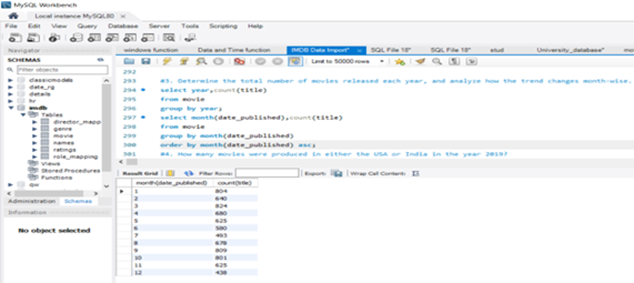 MySQL Workbench
Local instance MySQL80
File Edit View Query Database Server Tools Scripting Help
Navigator
SCHEMAS
Filter objects
classicmodels
date_rg
details
hr
imdb
Tables
director_mapp
genre
movie
names
ratings
role_mapping
Views
Stored Procedures
Functions
qw
Administration Schemas
Information
No object selected
windows function Data and Time function IMDB Data Import* SQL File 18* SQL File 18* stud University_database* mo
Limit to 50000 rows
292
293 #3. Determine the total number of movies released each year, and analyze how the trend changes month-wise.
294 select year,count(title)
295 from movie
296 group by year;
297 select month(date_published),count(title)
298 from movie
299 group by month(date_published)
300 order by month(date_published) asc;
301 #4. How many movies were produced in either the USA or India in the year 2019?
Result Grid Filter Rows: Export: Wrap Cell Content:
month(date_published) count(title)
1 804
2 640
3 824
4 680
5 625
6 580
7 493
8 678
9 809
10 801
11 625
12 438